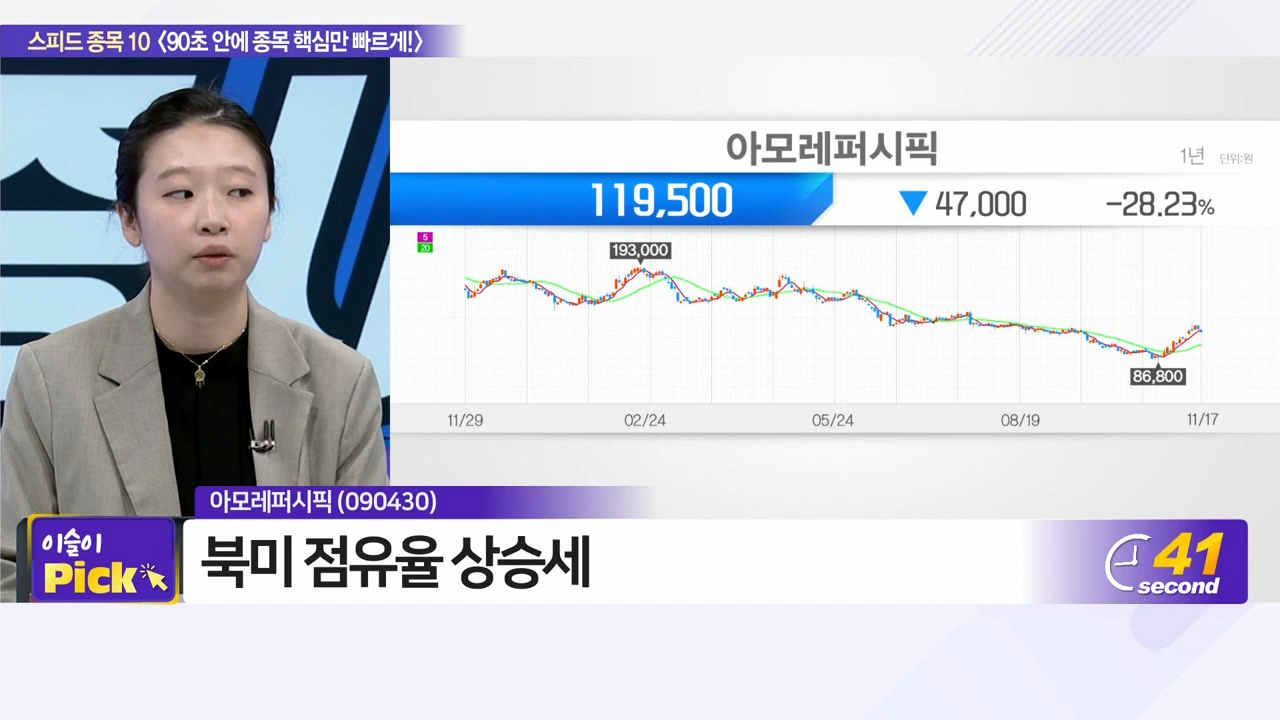 스피드 종목 10 <90초 안에 종목 핵심만 빠르게!>
아모레퍼시픽
1년 단위:원
119,500 ▼ 47,000 -28.23%
5
20
193,000
86,800
11/29 02/24 05/24 08/19 11/17
아모레퍼시픽 (090430)
이슬이
Pick
북미 점유율 상승세
41
second